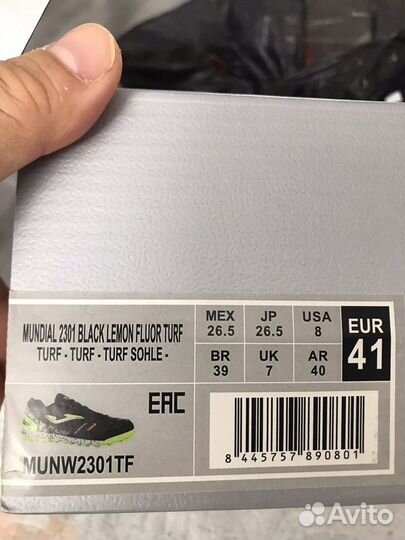 MUNDIAL 2301 BLACK LEMON FLUOR TURF
TURF - TURF - TURF SOHLE -
MEX 26.5
JP 26.5
USA 8
BR 39
UK 7
AR 40
EUR 41
EAC
MUNW2301TF
8 445757 890801
Avito